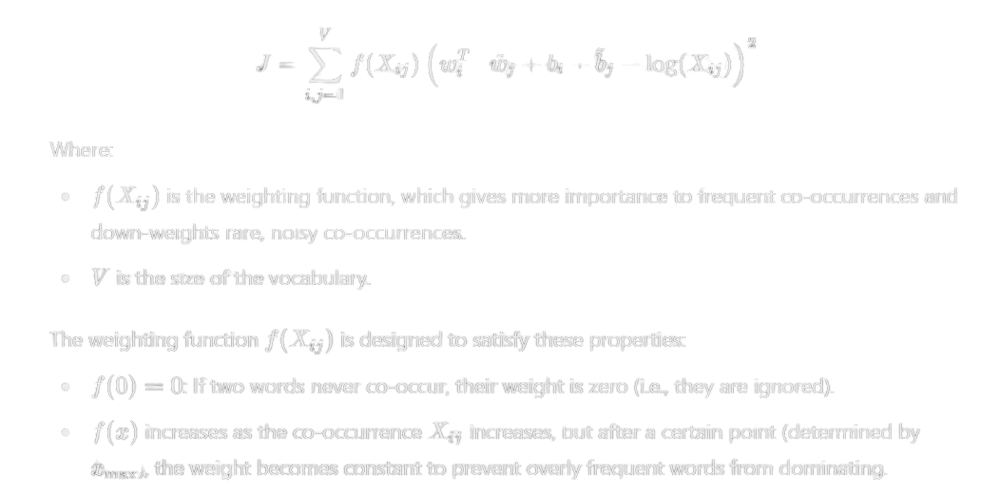 J = \sum_{i,j=1}^{V} f(X_{ij}) \left( w_i^T \tilde{w}_j + b_i + \tilde{b}_j - \log(X_{ij}) \right)^2
Where:
• f(X_{ij}) is the weighting function, which gives more importance to frequent co-occurrences and
down-weights rare, noisy co-occurrences.
• V is the size of the vocabulary.
The weighting function f(X_{ij}) is designed to satisfy these properties:
• f(0) = 0: If two words never co-occur, their weight is zero (i.e., they are ignored).
• f(x) increases as the co-occurrence X_{ij} increases, but after a certain point (determined by
x_{max}), the weight becomes constant to prevent overly frequent words from dominating.